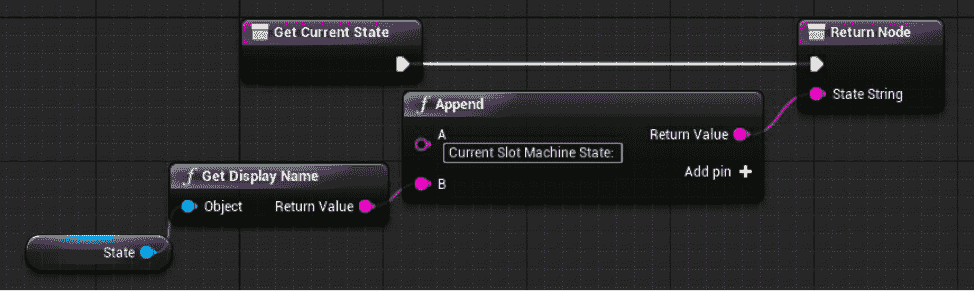 Get Current State
Return Node
State String
Append
A
Return Value
Current Slot Machine State:
Add pin
B
Get Display Name
Object
Return Value
State